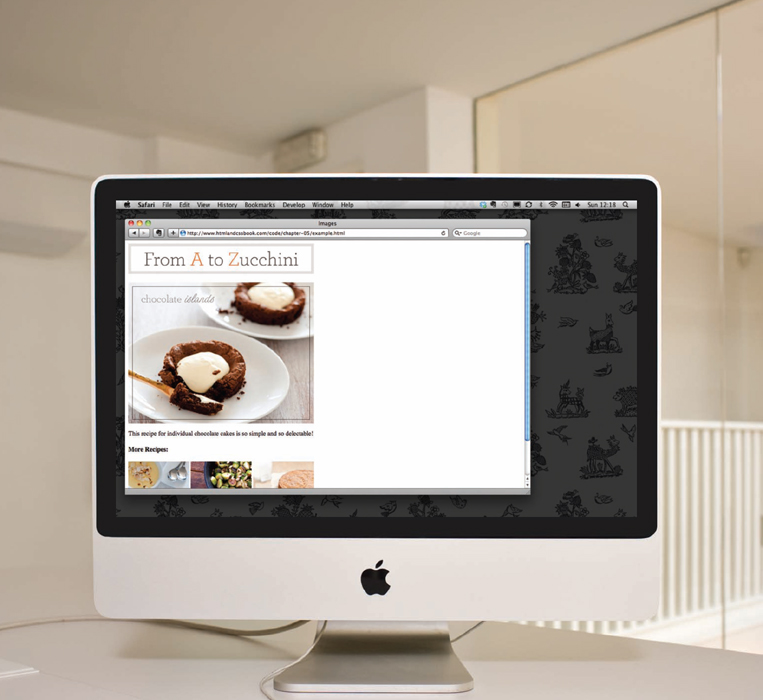 Safari File Edit View History Bookmarks Develop Window Help Sun 12:18
Images
http://www.htmlandcssbook.com/code/chapter-05/example.html Google
From A to Zucchini
chocolate islands
This recipe for individual chocolate cakes is so simple and so delectable!
More Recipes: